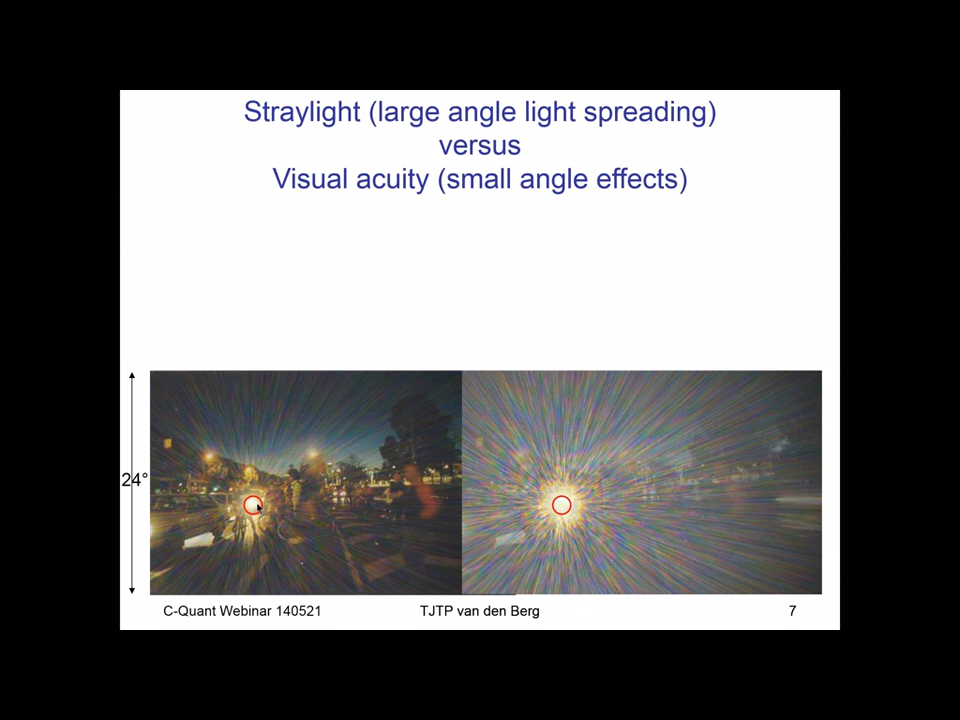 Straylight (large angle light spreading)
versus
Visual acuity (small angle effects)
24°
C-Quant Webinar 140521
TJTP van den Berg
7